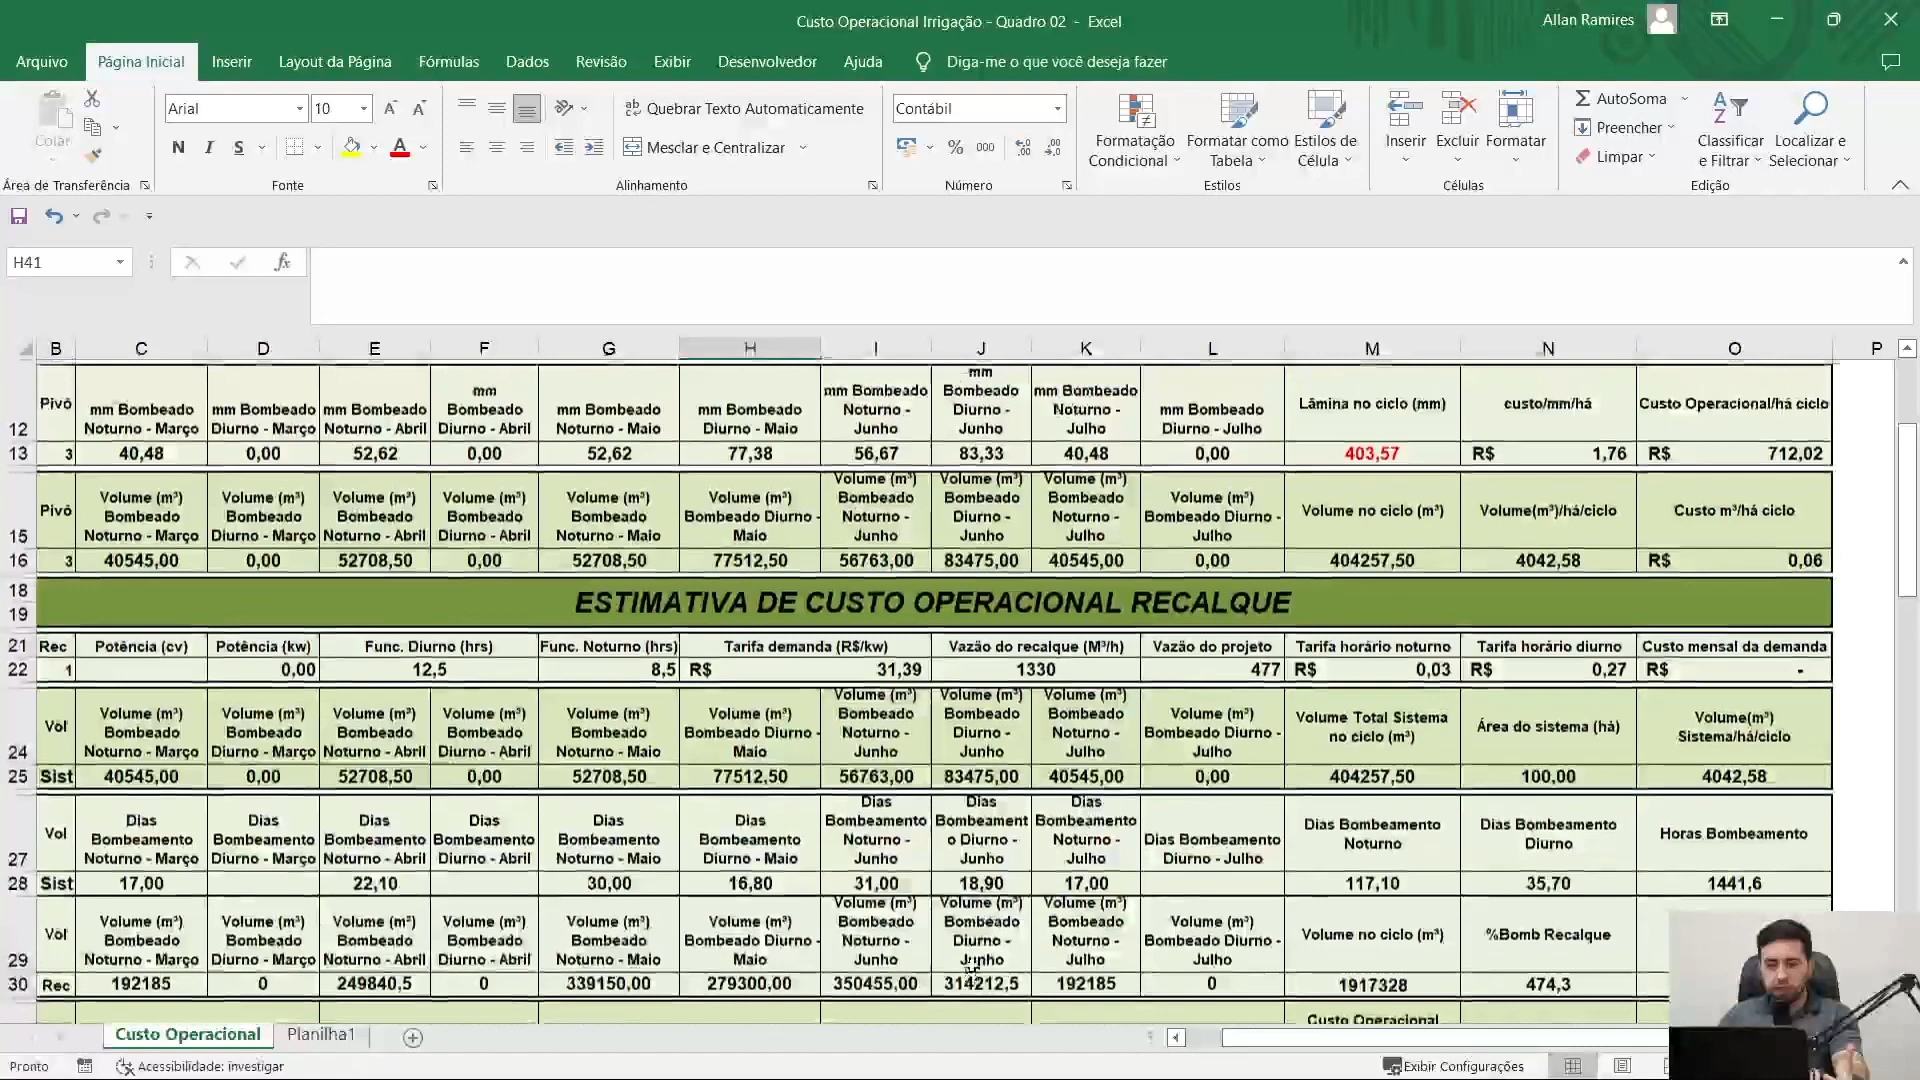 Custo Operacional Irrigação - Quadro 02 - Excel
Allan Ramires
Arquivo Página Inicial Inserir Layout da Página Fórmulas Dados Revisão Exibir Desenvolvedor Ajuda Diga-me o que você deseja fazer
Colar
Arial 10
N I S
Quebrar Texto Automaticamente
Mesclar e Centralizar
Contábil
% 000
Formatação Condicional
Formatar como Tabela
Estilos de Célula
Inserir Excluir Formatar
AutoSoma
Preencher
Limpar
Classificar e Filtrar
Localizar e Selecionar
Área de Transferência Fonte Alinhamento Número Estilos Células Edição
H41 fx
B C D E F G H I J K L M N O P
12 Pivô mm Bombeado Noturno - Março mm Bombeado Diurno - Março mm Bombeado Noturno - Abril mm Bombeado Diurno - Abril mm Bombeado Noturno - Maio mm Bombeado Diurno - Maio mm Bombeado Noturno - Junho mm Bombeado Diurno - Junho mm Bombeado Noturno - Julho mm Bombeado Diurno - Julho Lâmina no ciclo (mm) custo/mm/há Custo Operacional/há ciclo
13 3 40,48 0,00 52,62 0,00 52,62 77,38 56,67 83,33 40,48 0,00 403,57 R$ 1,76 R$ 712,02
15 Pivô Volume (m³) Bombeado Noturno - Março Volume (m³) Bombeado Diurno - Março Volume (m³) Bombeado Noturno - Abril Volume (m³) Bombeado Diurno - Abril Volume (m³) Bombeado Noturno - Maio Volume (m³) Bombeado Diurno - Maio Volume (m³) Bombeado Noturno - Junho Volume (m³) Bombeado Diurno - Junho Volume (m³) Bombeado Noturno - Julho Volume (m³) Bombeado Diurno - Julho Volume no ciclo (m³) Volume(m³)/há/ciclo Custo m³/há ciclo
16 3 40545,00 0,00 52708,50 0,00 52708,50 77512,50 56763,00 83475,00 40545,00 0,00 404257,50 4042,58 R$ 0,06
18
19 ESTIMATIVA DE CUSTO OPERACIONAL RECALQUE
21 Rec Potência (cv) Potência (kw) Func. Diurno (hrs) Func. Noturno (hrs) Tarifa demanda (R$/kw) Vazão do recalque (M³/h) Vazão do projeto Tarifa horário noturno Tarifa horário diurno Custo mensal da demanda
22 1 0,00 12,5 8,5 R$ 31,39 1330 477 R$ 0,03 R$ 0,27 R$ -
24 Vol Volume (m³) Bombeado Noturno - Março Volume (m³) Bombeado Diurno - Março Volume (m³) Bombeado Noturno - Abril Volume (m³) Bombeado Diurno - Abril Volume (m³) Bombeado Noturno - Maio Volume (m³) Bombeado Diurno - Maio Volume (m³) Bombeado Noturno - Junho Volume (m³) Bombeado Diurno - Junho Volume (m³) Bombeado Noturno - Julho Volume (m³) Bombeado Diurno - Julho Volume Total Sistema no ciclo (m³) Área do sistema (há) Volume(m³) Sistema/há/ciclo
25 Sist 40545,00 0,00 52708,50 0,00 52708,50 77512,50 56763,00 83475,00 40545,00 0,00 404257,50 100,00 4042,58
27 Vol Dias Bombeamento Noturno - Março Dias Bombeamento Diurno - Março Dias Bombeamento Noturno - Abril Dias Bombeamento Diurno - Abril Dias Bombeamento Noturno - Maio Dias Bombeamento Diurno - Maio Dias Bombeamento Noturno - Junho Dias Bombeament o Diurno - Junho Dias Bombeamento Noturno - Julho Dias Bombeamento Diurno - Julho Dias Bombeamento Noturno Dias Bombeamento Diurno Horas Bombeamento
28 Sist 17,00 22,10 30,00 16,80 31,00 18,90 17,00 117,10 35,70 1441,6
29 Vol Volume (m³) Bombeado Noturno - Março Volume (m³) Bombeado Diurno - Março Volume (m³) Bombeado Noturno - Abril Volume (m³) Bombeado Diurno - Abril Volume (m³) Bombeado Noturno - Maio Volume (m³) Bombeado Diurno - Maio Volume (m³) Bombeado Noturno - Junho Volume (m³) Bombeado Diurno - Junho Volume (m³) Bombeado Noturno - Julho Volume (m³) Bombeado Diurno - Julho Volume no ciclo (m³) %Bomb Recalque
30 Rec 192185 0 249840,5 0 339150,00 279300,00 350455,00 314212,5 192185 0 1917328 474,3
Custo Operacional
Custo Operacional Planilha1
Pronto Acessibilidade: investigar Exibir Configurações